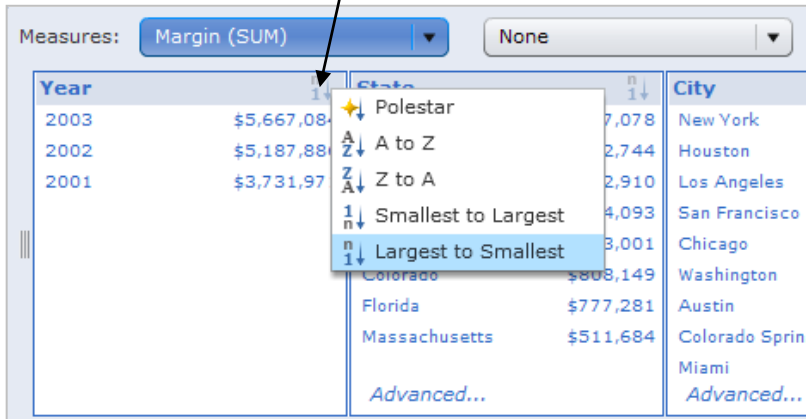 Measures: Margin (SUM) None
Year State City
2003 $5,667,084 7,078 New York
2002 $5,187,886 2,744 Houston
2001 $3,731,97 2,910 Los Angeles
4,093 San Francisco
3,001 Chicago
Colorado $808,149 Washington
Florida $777,281 Austin
Massachusetts $511,684 Colorado Sprin
Miami
Advanced... Advanced...
Polestar
A to Z
Z to A
Smallest to Largest
Largest to Smallest